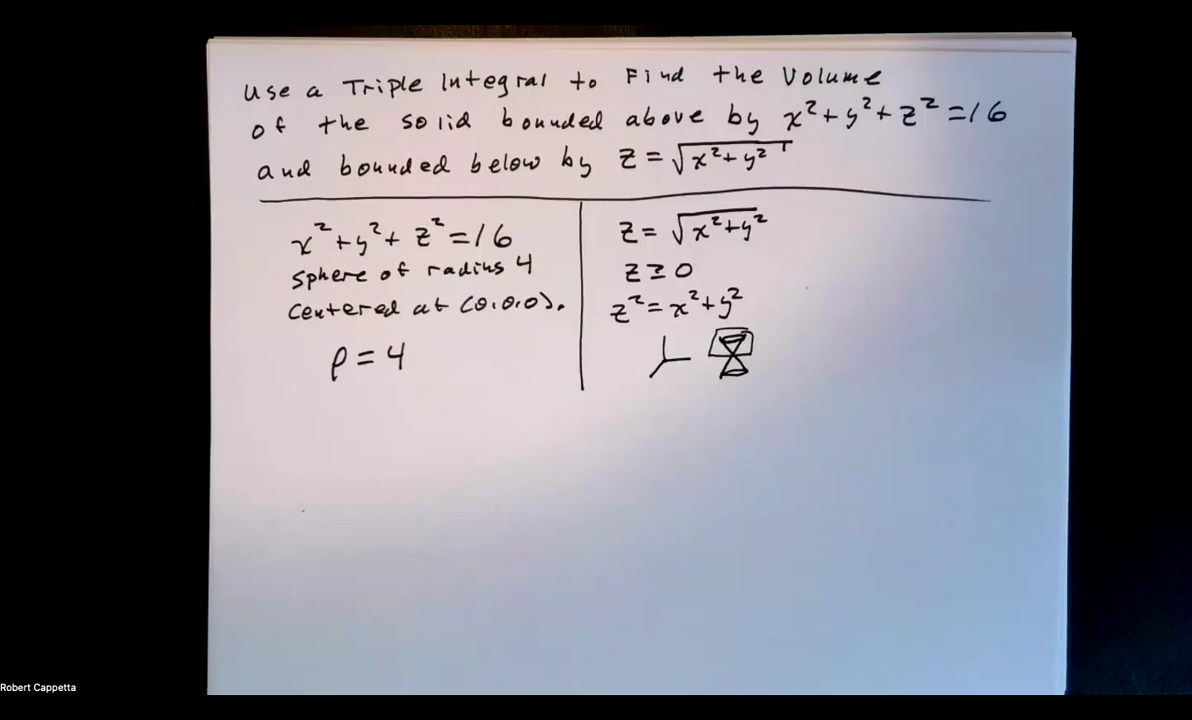 Use a Triple Integral to Find the Volume
of the solid bounded above by x²+y²+z²=16
and bounded below by z=√x²+y²
x²+y²+z²=16
sphere of radius 4
centered at (0,0,0).
ρ=4
z=√x²+y²
z≥0
z²=x²+y²
Robert Cappetta